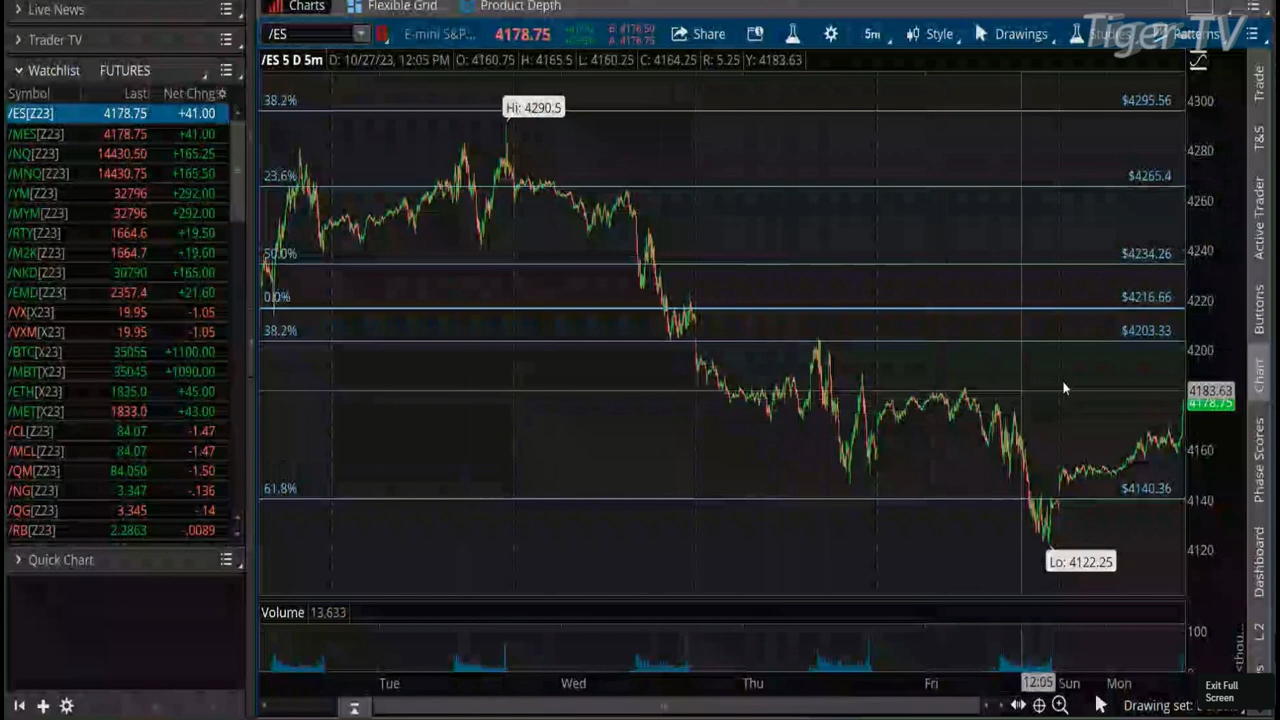 Live News
Charts
Flexible Grid
Product Depth
Tiger TV
Trader TV
/ES
E-mini S&P...
4178.75
B: 4178.50
A: 4178.75
Share
5m
Style
Drawings
Studies
Patterns
Watchlist FUTURES
/ES 5 D 5m D: 10/27/23, 12:05 PM O: 4160.75 H: 4165.5 L: 4160.25 C: 4164.25 R: 5.25 Y: 4183.63
Symbol Last Net Chng
/ES[Z23] 4178.75 +41.00
/MES[Z23] 4178.75 +41.00
/NQ[Z23] 14430.50 +165.25
/MNQ[Z23] 14430.75 +165.50
/YM[Z23] 32796 +292.00
/MYM[Z23] 32796 +292.00
/RTY[Z23] 1664.6 +19.50
/M2K[Z23] 1664.7 +19.60
/NKD[Z23] 30790 +165.00
/EMD[Z23] 2357.4 +21.60
/VX[X23] 19.95 -1.05
/VXM[X23] 19.95 -1.05
/BTC[X23] 35055 +1100.00
/MBT[X23] 35045 +1090.00
/ETH[X23] 1835.0 +45.00
/MET[X23] 1833.0 +43.00
/CL[Z23] 84.07 -1.47
/MCL[Z23] 84.07 -1.47
/QM[Z23] 84.050 -1.50
/NG[Z23] 3.347 -.136
/QG[Z23] 3.345 -.14
/RB[Z23] 2.2863 -.0089
Quick Chart
38.2% $4295.56
Hi: 4290.5
23.6% $4265.4
50.0% $4234.26
0.0% $4216.66
38.2% $4203.33
61.8% $4140.36
Lo: 4122.25
4300
4280
4260
4240
4220
4200
4183.63
4178.75
4160
4140
4120
Volume 13,633
100
<thou...
Tue Wed Thu Fri 12:05 Sun Mon
Trade
T&S
Active Trader
Buttons
Chart
Phase Scores
Dashboard
L 2
Exit Full
Screen
Drawing set: